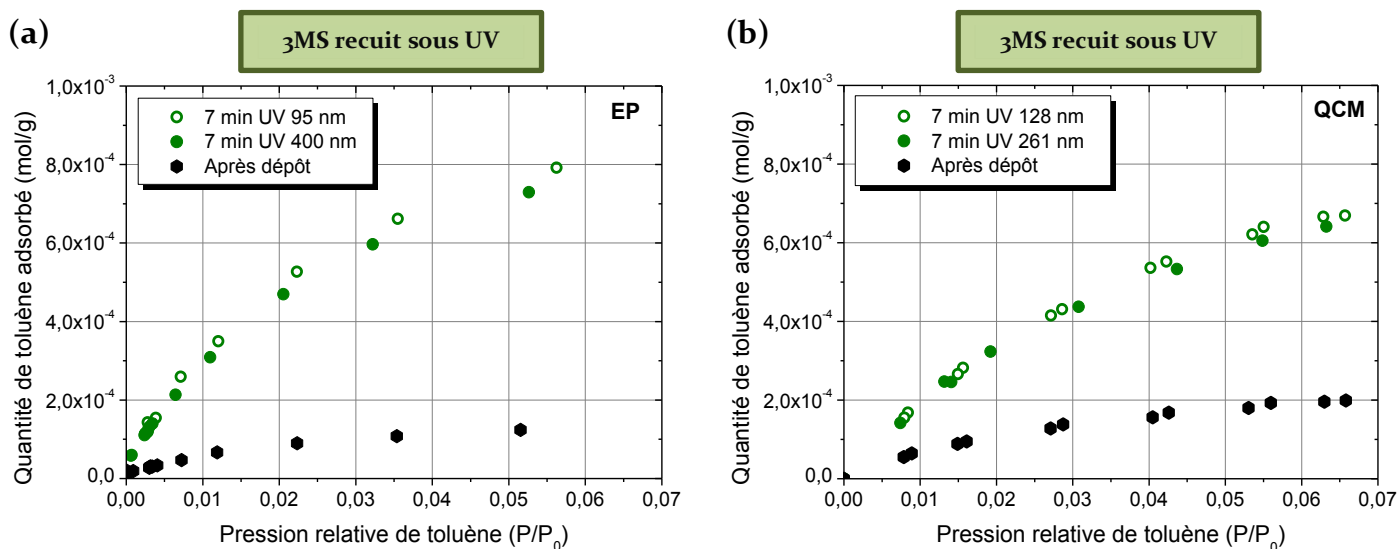 (a)
3MS recuit sous UV
1,0x10⁻³
8,0x10⁻⁴
6,0x10⁻⁴
4,0x10⁻⁴
2,0x10⁻⁴
0,0
Quantité de toluène adsorbé (mol/g)
7 min UV 95 nm
7 min UV 400 nm
Après dépôt
EP
0,00 0,01 0,02 0,03 0,04 0,05 0,06 0,07
Pression relative de toluène (P/P₀)
(b)
3MS recuit sous UV
1,0x10⁻³
8,0x10⁻⁴
6,0x10⁻⁴
4,0x10⁻⁴
2,0x10⁻⁴
0,0
Quantité de toluène adsorbé (mol/g)
7 min UV 128 nm
7 min UV 261 nm
Après dépôt
QCM
0,00 0,01 0,02 0,03 0,04 0,05 0,06 0,07
Pression relative de toluène (P/P₀)